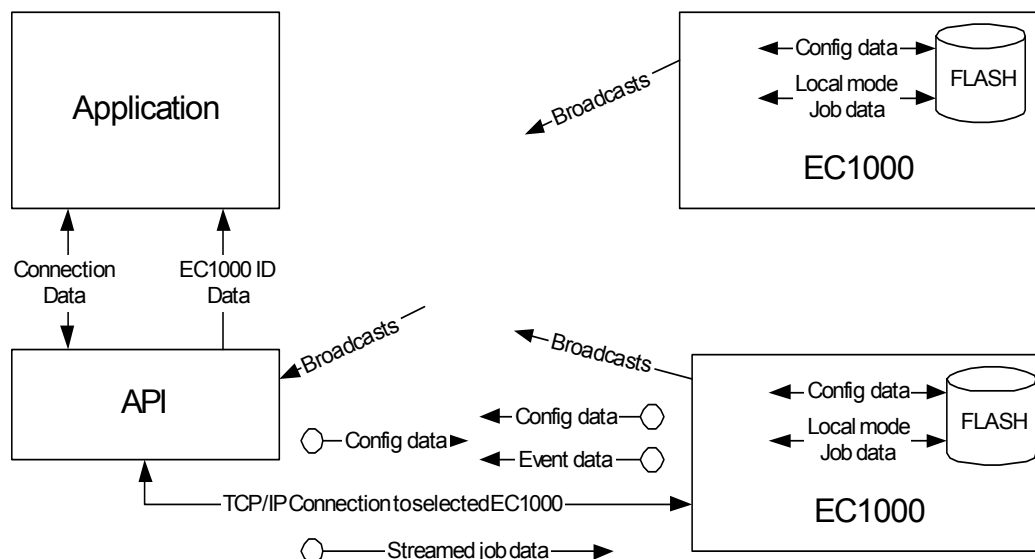 Application
Broadcasts
Config data
Local mode
Job data
FLASH
EC1000
Connection
Data
EC1000 ID
Data
Broadcasts
Broadcasts
API
Config data
Config data
Event data
Config data
Local mode
Job data
FLASH
EC1000
TCP/IP Connection to selected EC1000
Streamed job data